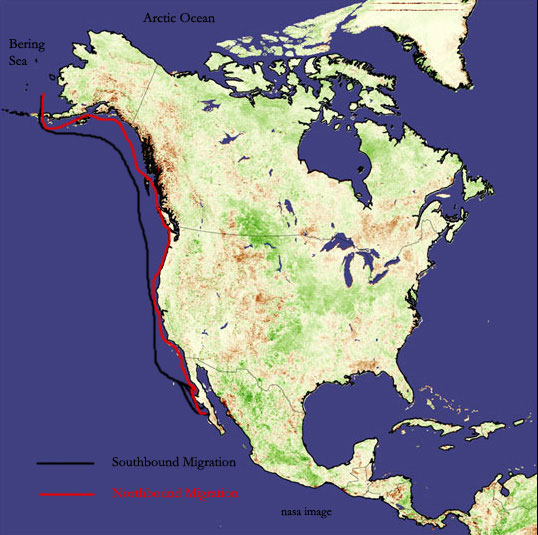 Arctic Ocean
Bering
Sea
Southbound Migration
Northbound Migration
nasa image